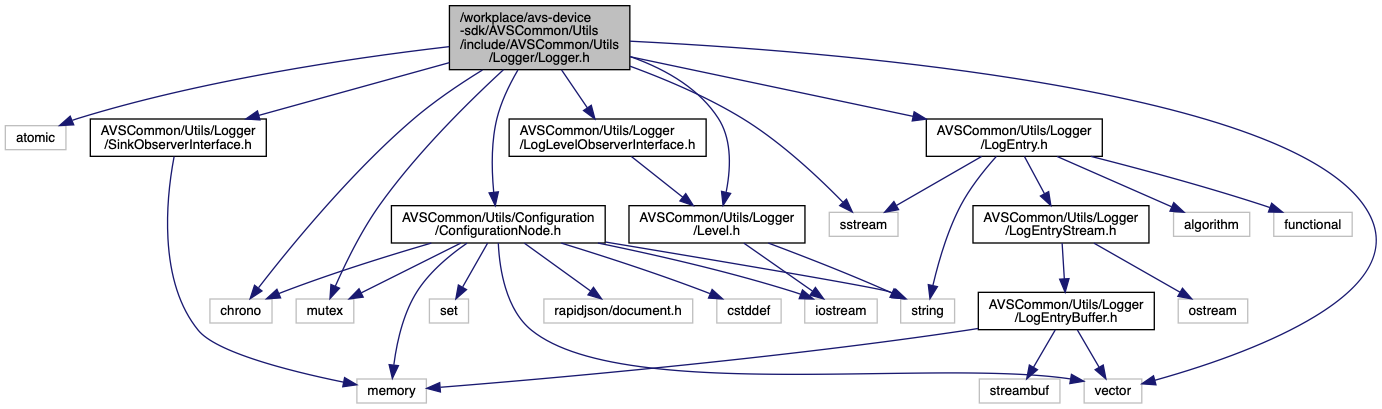 /workplace/avs-device
-sdk/AVSCommon/Utils
/include/AVSCommon/Utils
/Logger/Logger.h
atomic
AVSCommon/Utils/Logger
/SinkObserverInterface.h
AVSCommon/Utils/Logger
/LogLevelObserverInterface.h
AVSCommon/Utils/Logger
/LogEntry.h
AVSCommon/Utils/Configuration
/ConfigurationNode.h
AVSCommon/Utils/Logger
/Level.h
sstream
AVSCommon/Utils/Logger
/LogEntryStream.h
algorithm
functional
chrono
mutex
set
rapidjson/document.h
cstddef
iostream
string
AVSCommon/Utils/Logger
/LogEntryBuffer.h
ostream
memory
streambuf
vector